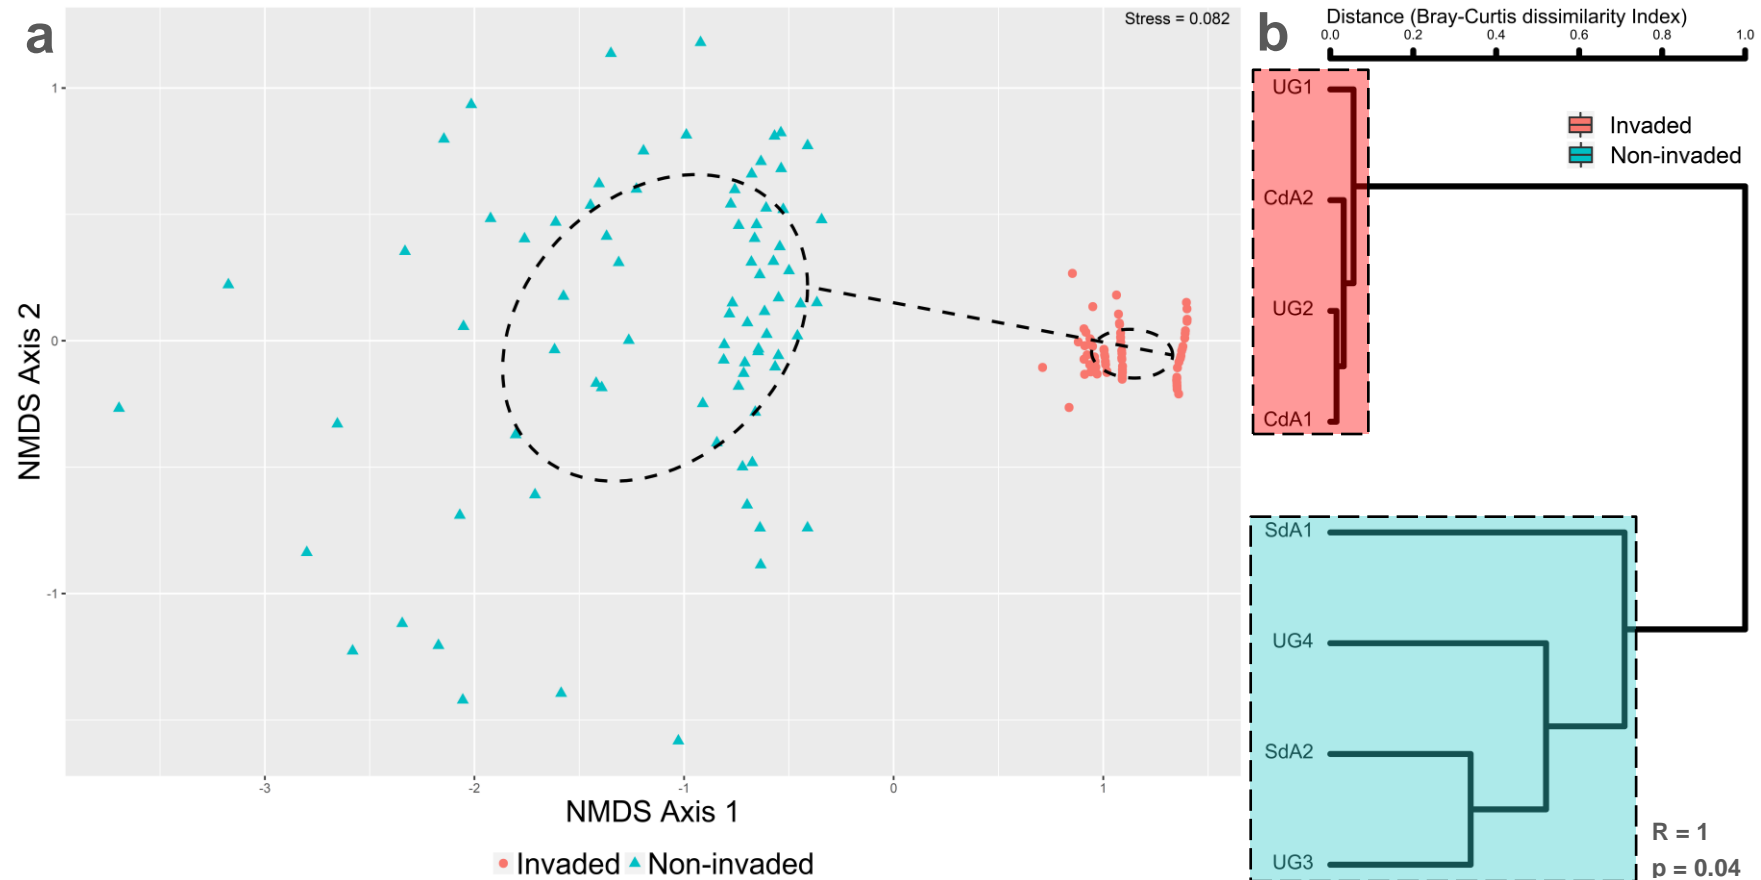 a
Stress = 0.082
1
0
-1
NMDS Axis 2
-3
-2
-1
0
1
NMDS Axis 1
Invaded
Non-invaded
b
Distance (Bray-Curtis dissimilarity Index)
0.0 0.2 0.4 0.6 0.8 1.0
UG1
Invaded
Non-invaded
CdA2
UG2
CdA1
SdA1
UG4
SdA2
UG3
R = 1
p = 0.04